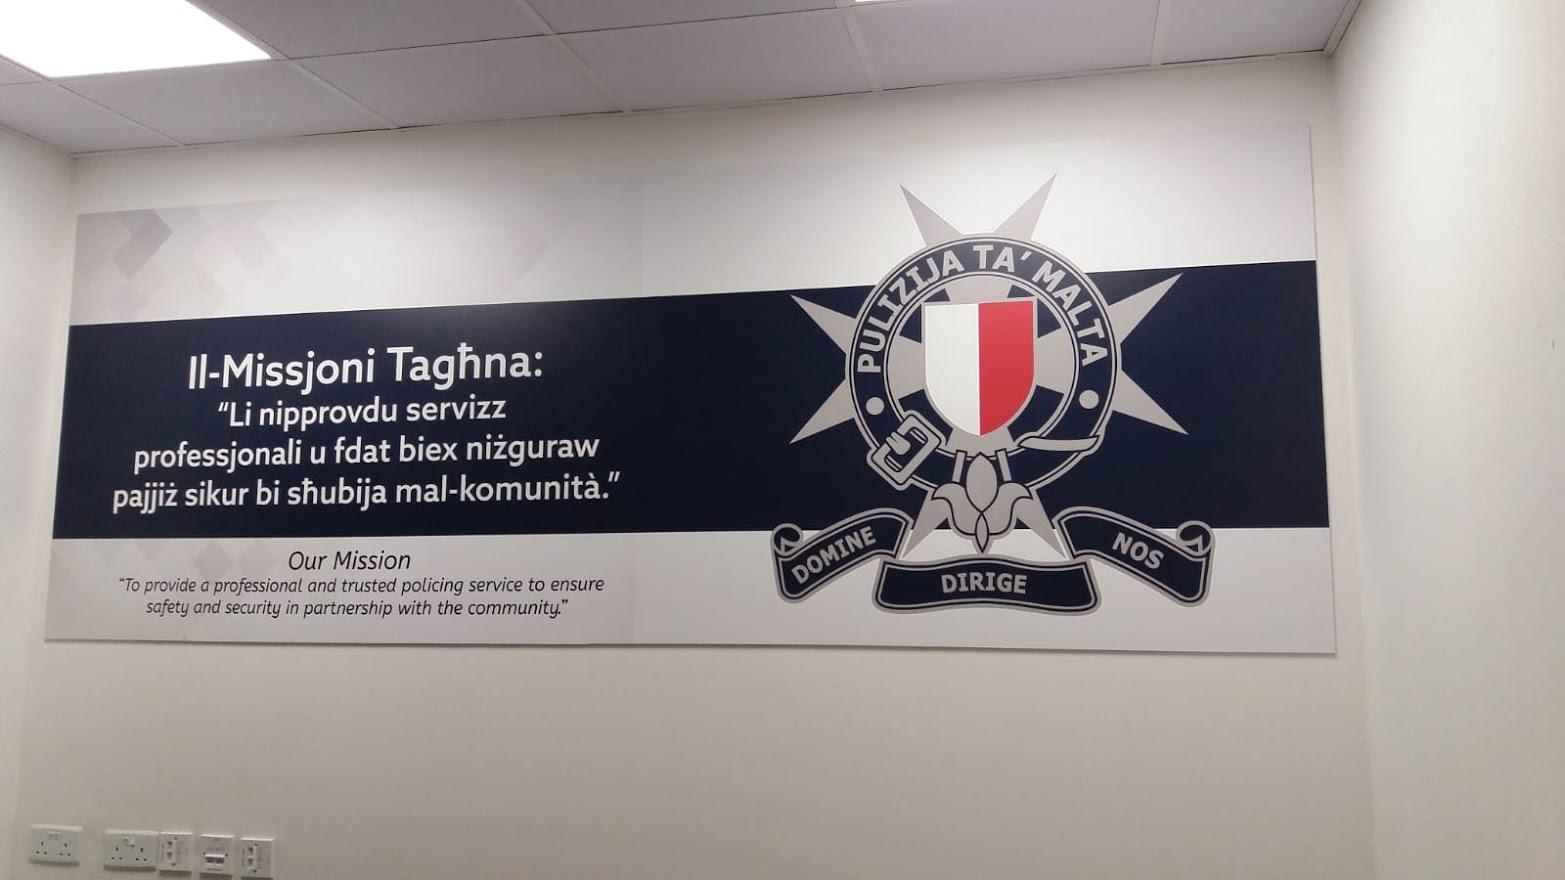 Il-Missjoni Tagħna:
“Li nipprovdu servizz
professjonali u fdat biex niżguraw
pajjiż sikur bi sħubija mal-komunità.”
Our Mission
“To provide a professional and trusted policing service to ensure
safety and security in partnership with the community.”
PULIZIJA TA’ MALTA
DOMINE
DIRIGE
NOS